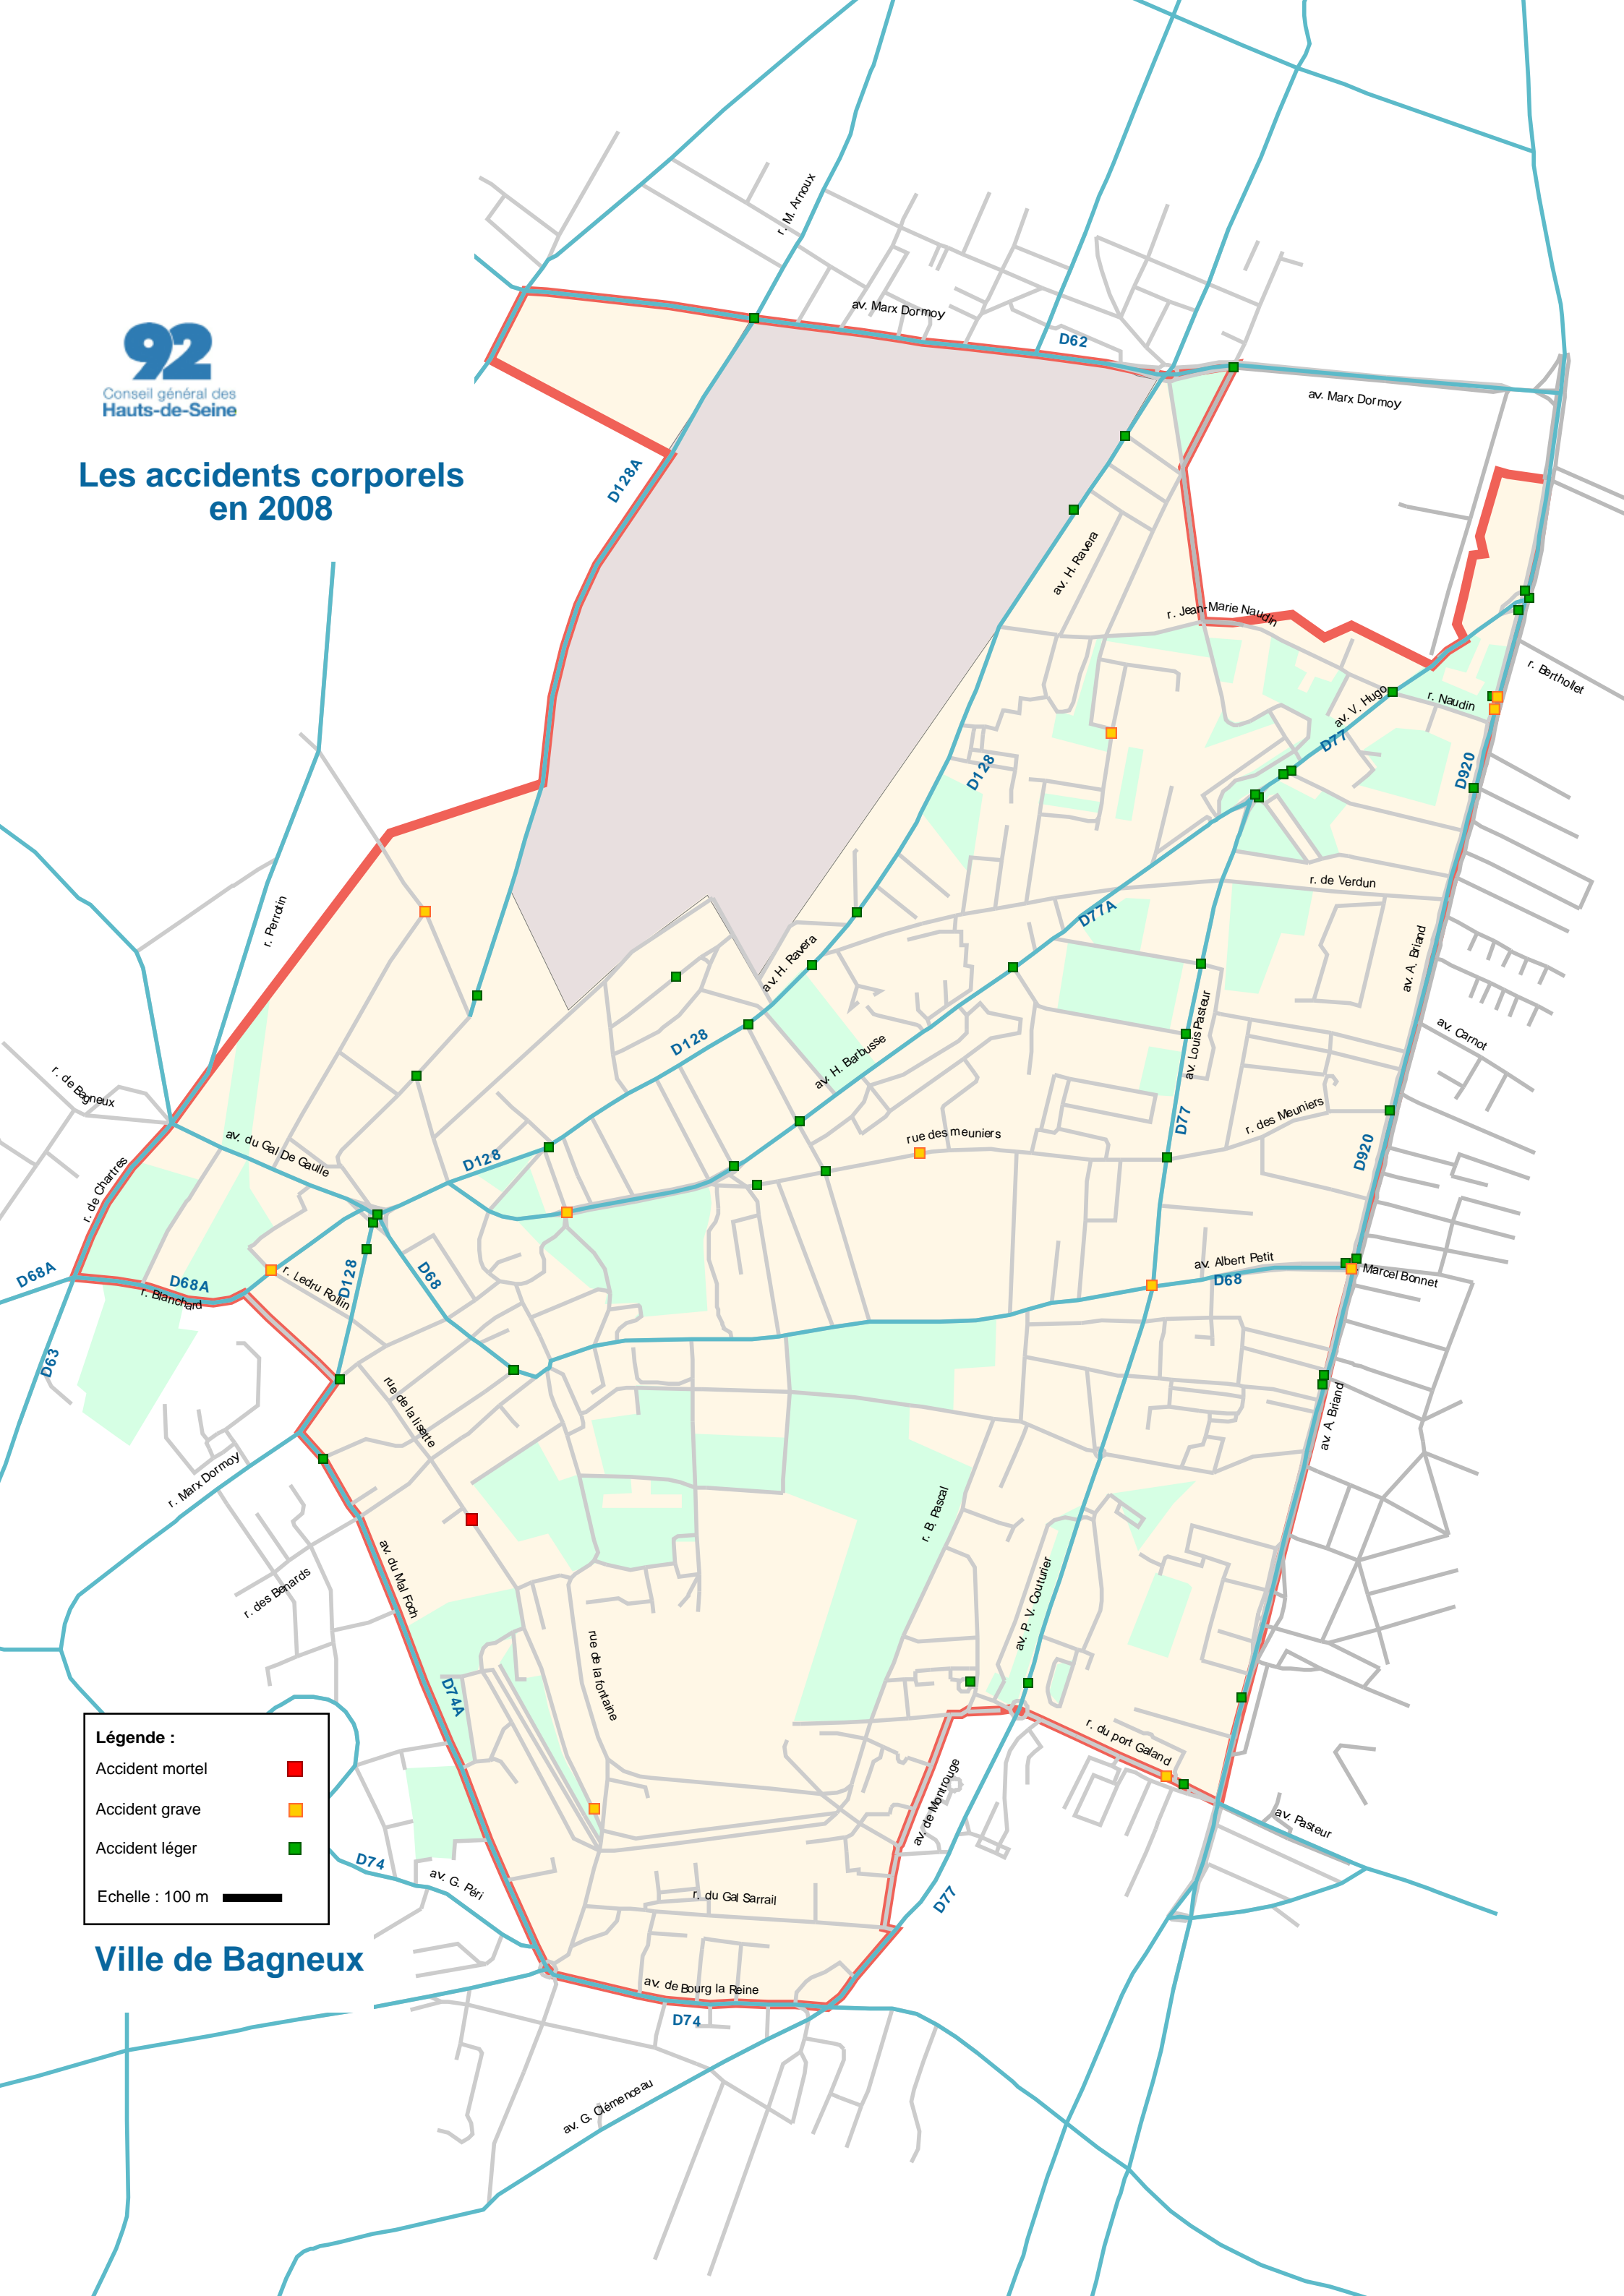 r. M. Arnoux
av. Marx Dormoy
D62
92
Conseil général des
Hauts-de-Seine
av. Marx Dormoy
Les accidents corporels
en 2008
D128A
av. H. Ravera
r. Jean-Marie Naudin
r. Berthollet
r. Naudin
av. V. Hugo
D77
D920
D128
r. de Verdun
D77A
r. Perrotin
av. H. Ravera
av. A. Briand
av. Louis Pasteur
av. Carnot
D128
av. H. Barbusse
r. de Bagneux
r. des Meuniers
D77
rue des meuniers
av. du Gal De Gaulle
D128
D920
r. de Chartres
av. Albert Petit
D68
Marcel Bonnet
D68A
D68A
r. Blanchard
r. Ledru Rollin
D128
D68
D63
rue de la lisette
av. A. Briand
r. Marx Dormoy
r. B. Pascal
av. du Mal Foch
r. des Benards
av. P. V. Couturier
rue de la fontaine
D74A
r. du port Galand
Légende :
Accident mortel
Accident grave
Accident léger
Echelle : 100 m
av. de Montrouge
av. Pasteur
D74
av. G. Péri
r. du Gal Sarrail
D77
Ville de Bagneux
av. de Bourg la Reine
D74
av. G. Clémenceau